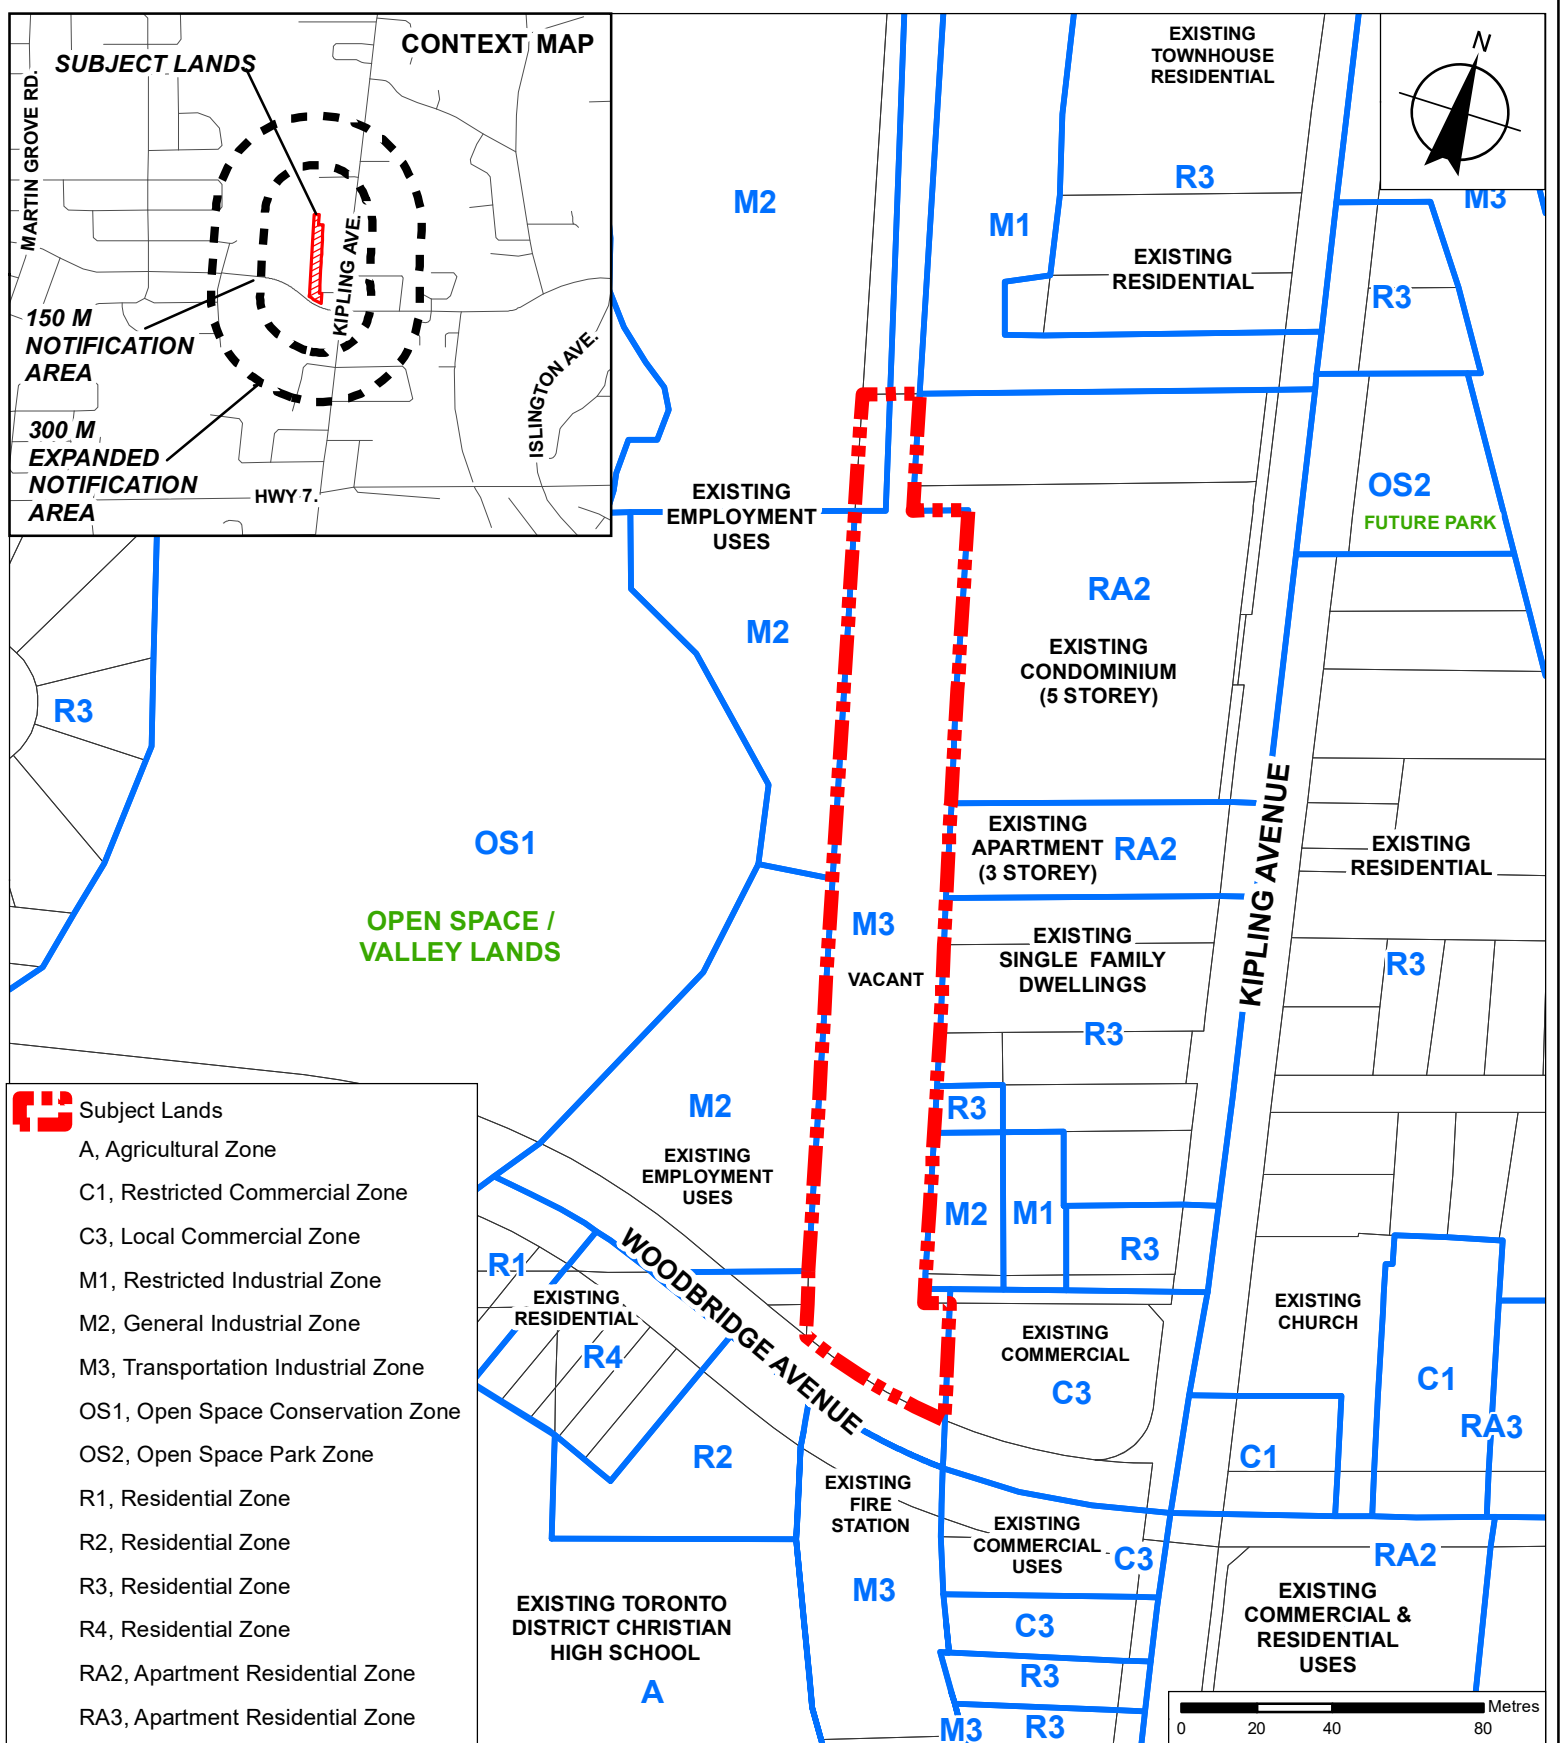 CONTEXT MAP
SUBJECT LANDS
MARTIN GROVE RD.
KIPLING AVE.
150 M
NOTIFICATION
AREA
ISLINGTON AVE.
300 M
EXPANDED
NOTIFICATION
AREA
HWY 7.
N
EXISTING
TOWNHOUSE
RESIDENTIAL
R3
M3
M2
M1
EXISTING
RESIDENTIAL
R3
EXISTING
EMPLOYMENT
USES
OS2
FUTURE PARK
RA2
M2
EXISTING
CONDOMINIUM
(5 STOREY)
R3
KIPLING AVENUE
OS1
EXISTING
APARTMENT
(3 STOREY)
RA2
EXISTING
RESIDENTIAL
OPEN SPACE /
VALLEY LANDS
M3
VACANT
EXISTING
SINGLE FAMILY
DWELLINGS
R3
R3
M2
R3
EXISTING
EMPLOYMENT
USES
M2
M1
R3
R1
WOODBRIDGE AVENUE
EXISTING
RESIDENTIAL
R4
EXISTING
COMMERCIAL
C3
EXISTING
CHURCH
C1
RA3
C1
R2
EXISTING
FIRE
STATION
EXISTING
COMMERCIAL
USES
C3
RA2
M3
EXISTING TORONTO
DISTRICT CHRISTIAN
HIGH SCHOOL
A
C3
R3
M3
R3
EXISTING
COMMERCIAL &
RESIDENTIAL
USES
Subject Lands
A, Agricultural Zone
C1, Restricted Commercial Zone
C3, Local Commercial Zone
M1, Restricted Industrial Zone
M2, General Industrial Zone
M3, Transportation Industrial Zone
OS1, Open Space Conservation Zone
OS2, Open Space Park Zone
R1, Residential Zone
R2, Residential Zone
R3, Residential Zone
R4, Residential Zone
RA2, Apartment Residential Zone
RA3, Apartment Residential Zone
Metres
0 20 40 80